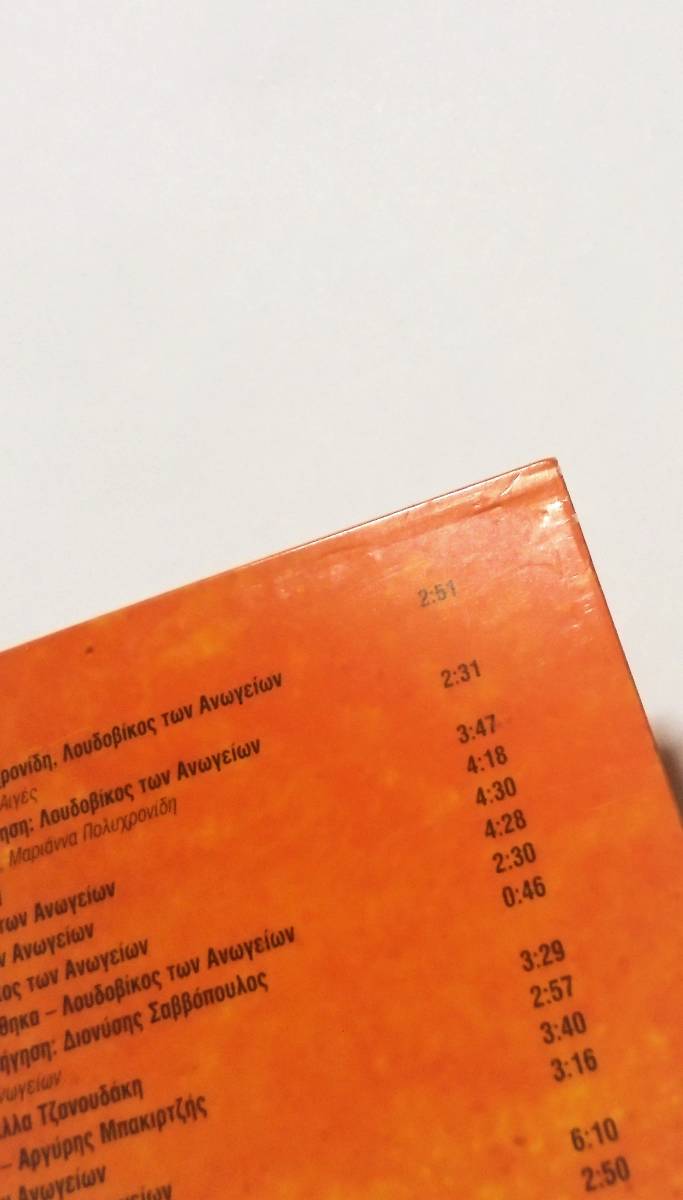 ρονίδη, Λουδοβίκος των Ανωγείων 2:51
Αιγές
ηση: Λουδοβίκος των Ανωγείων 2:31
Μαριάννα Πολυχρονίδη
3:47
των Ανωγείων 4:18
ν Ανωγείων 4:30
κος των Ανωγείων 4:28
θηκα – Λουδοβίκος των Ανωγείων 2:30
ήγηση: Διονύσης Σαββόπουλος 0:46
νωγείων
λλα Τζανουδάκη 3:29
– Αργύρης Μπακιρτζής 2:57
ν Ανωγείων 3:40
Ανωγείων 3:16
6:10
2:50